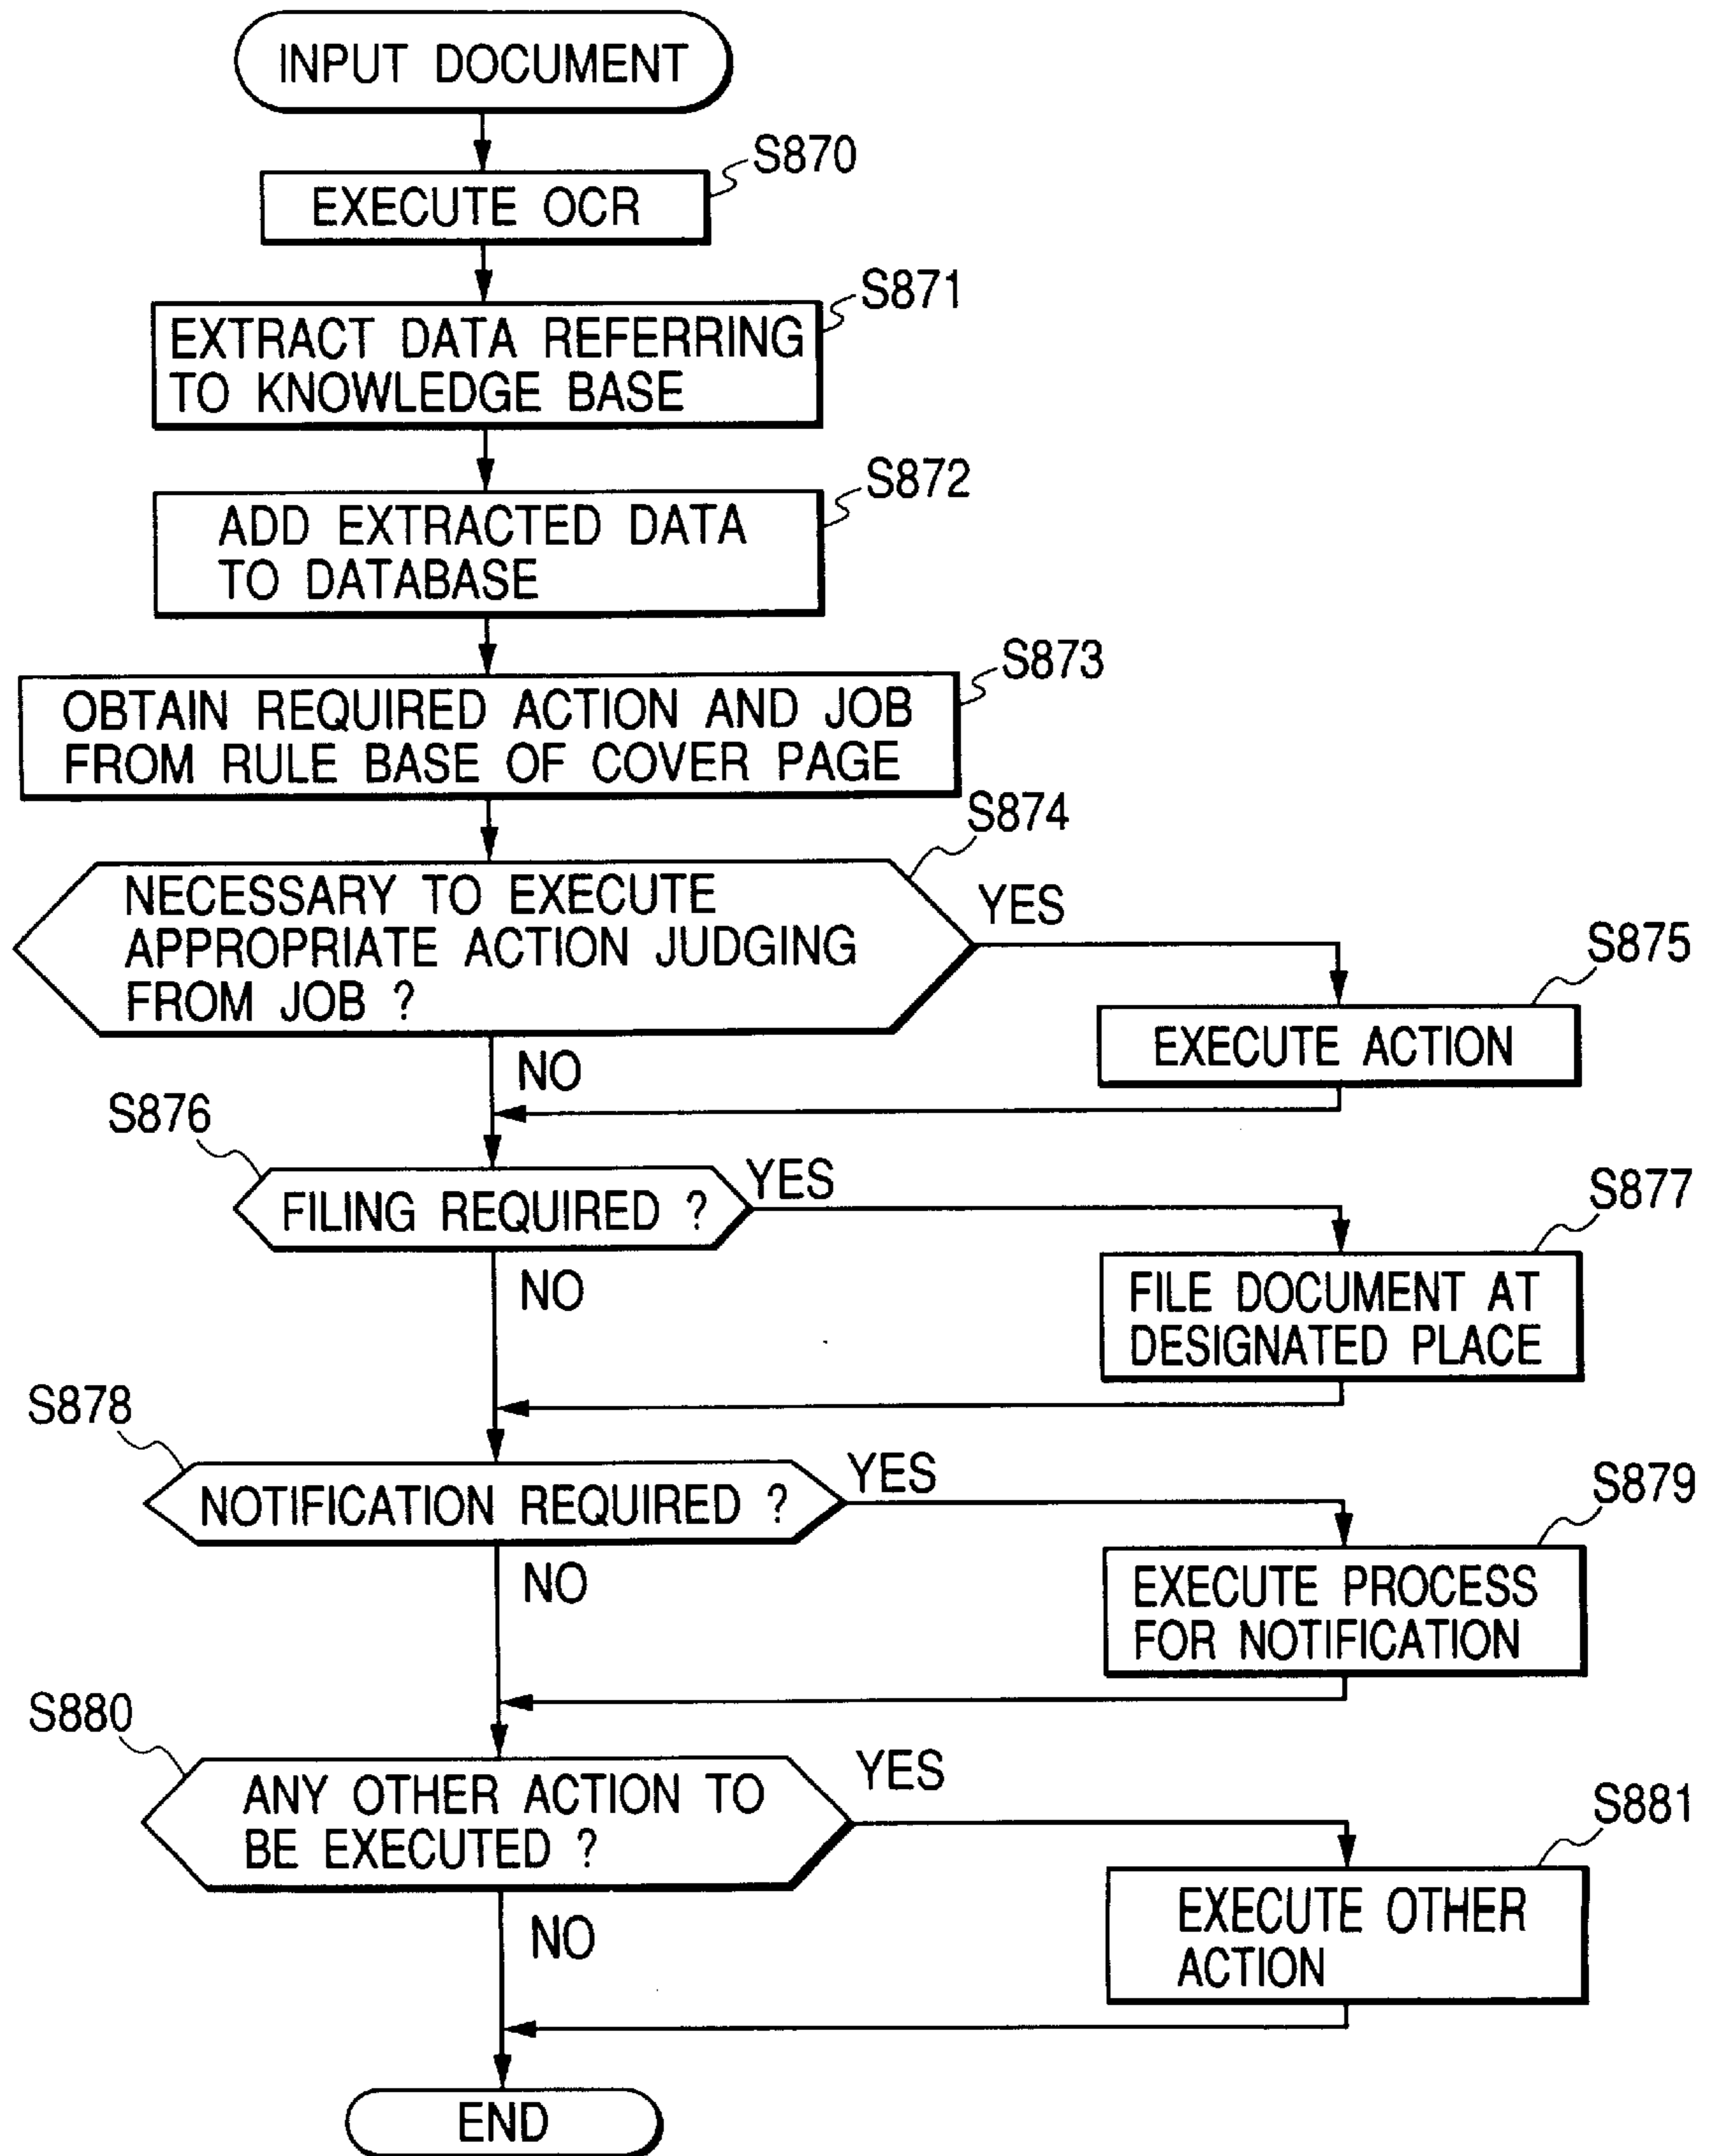 INPUT DOCUMENT
S870
EXECUTE OCR
S871
EXTRACT DATA REFERRING
TO KNOWLEDGE BASE
S872
ADD EXTRACTED DATA
TO DATABASE
S873
OBTAIN REQUIRED ACTION AND JOB
FROM RULE BASE OF COVER PAGE
S874
NECESSARY TO EXECUTE
APPROPRIATE ACTION JUDGING
FROM JOB ?
YES
S875
EXECUTE ACTION
NO
S876
FILING REQUIRED ?
YES
S877
FILE DOCUMENT AT
DESIGNATED PLACE
NO
S878
NOTIFICATION REQUIRED ?
YES
S879
EXECUTE PROCESS
FOR NOTIFICATION
NO
S880
ANY OTHER ACTION TO
BE EXECUTED ?
YES
S881
EXECUTE OTHER
ACTION
NO
END